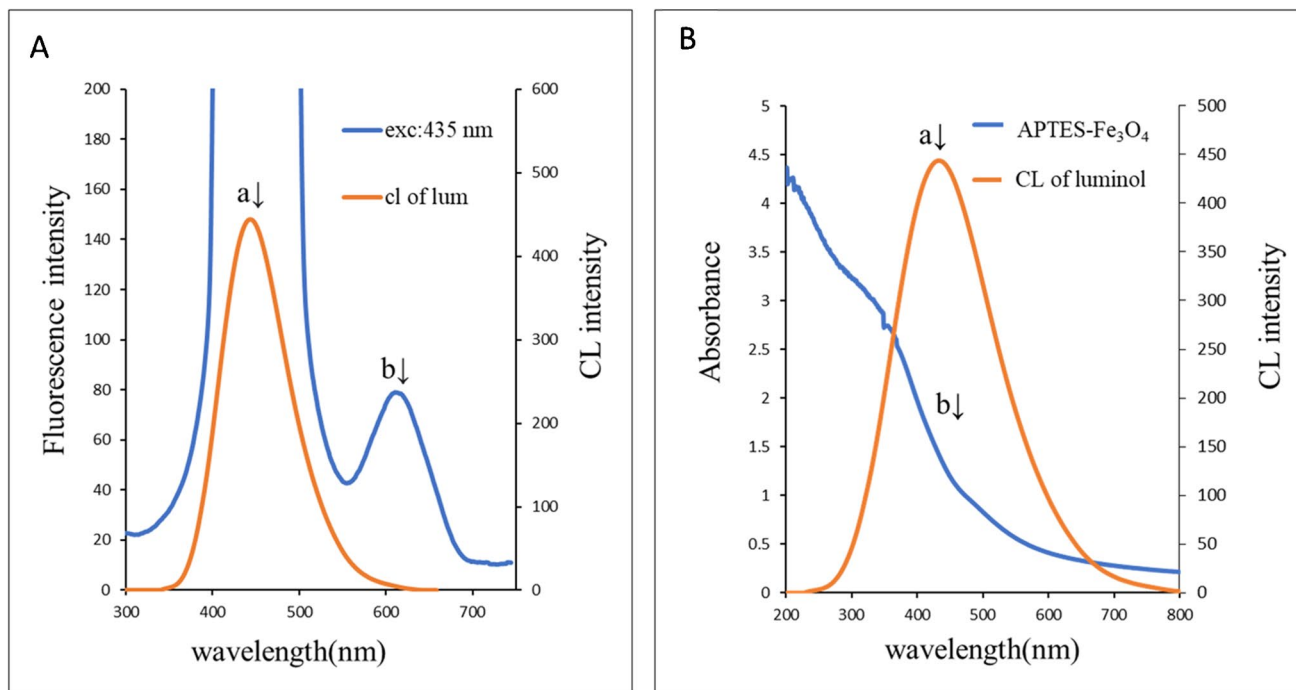 A
200
180
160
140
120
100
80
60
40
20
0
Fluorescence intensity
600
500
400
300
200
100
0
CL intensity
exc:435 nm
cl of lum
a↓
b↓
300 400 500 600 700
wavelength(nm)
B
5
4.5
4
3.5
3
2.5
2
1.5
1
0.5
0
Absorbance
500
450
400
350
300
250
200
150
100
50
0
CL intensity
APTES-Fe₃O₄
CL of luminol
a↓
b↓
200 300 400 500 600 700 800
wavelength(nm)